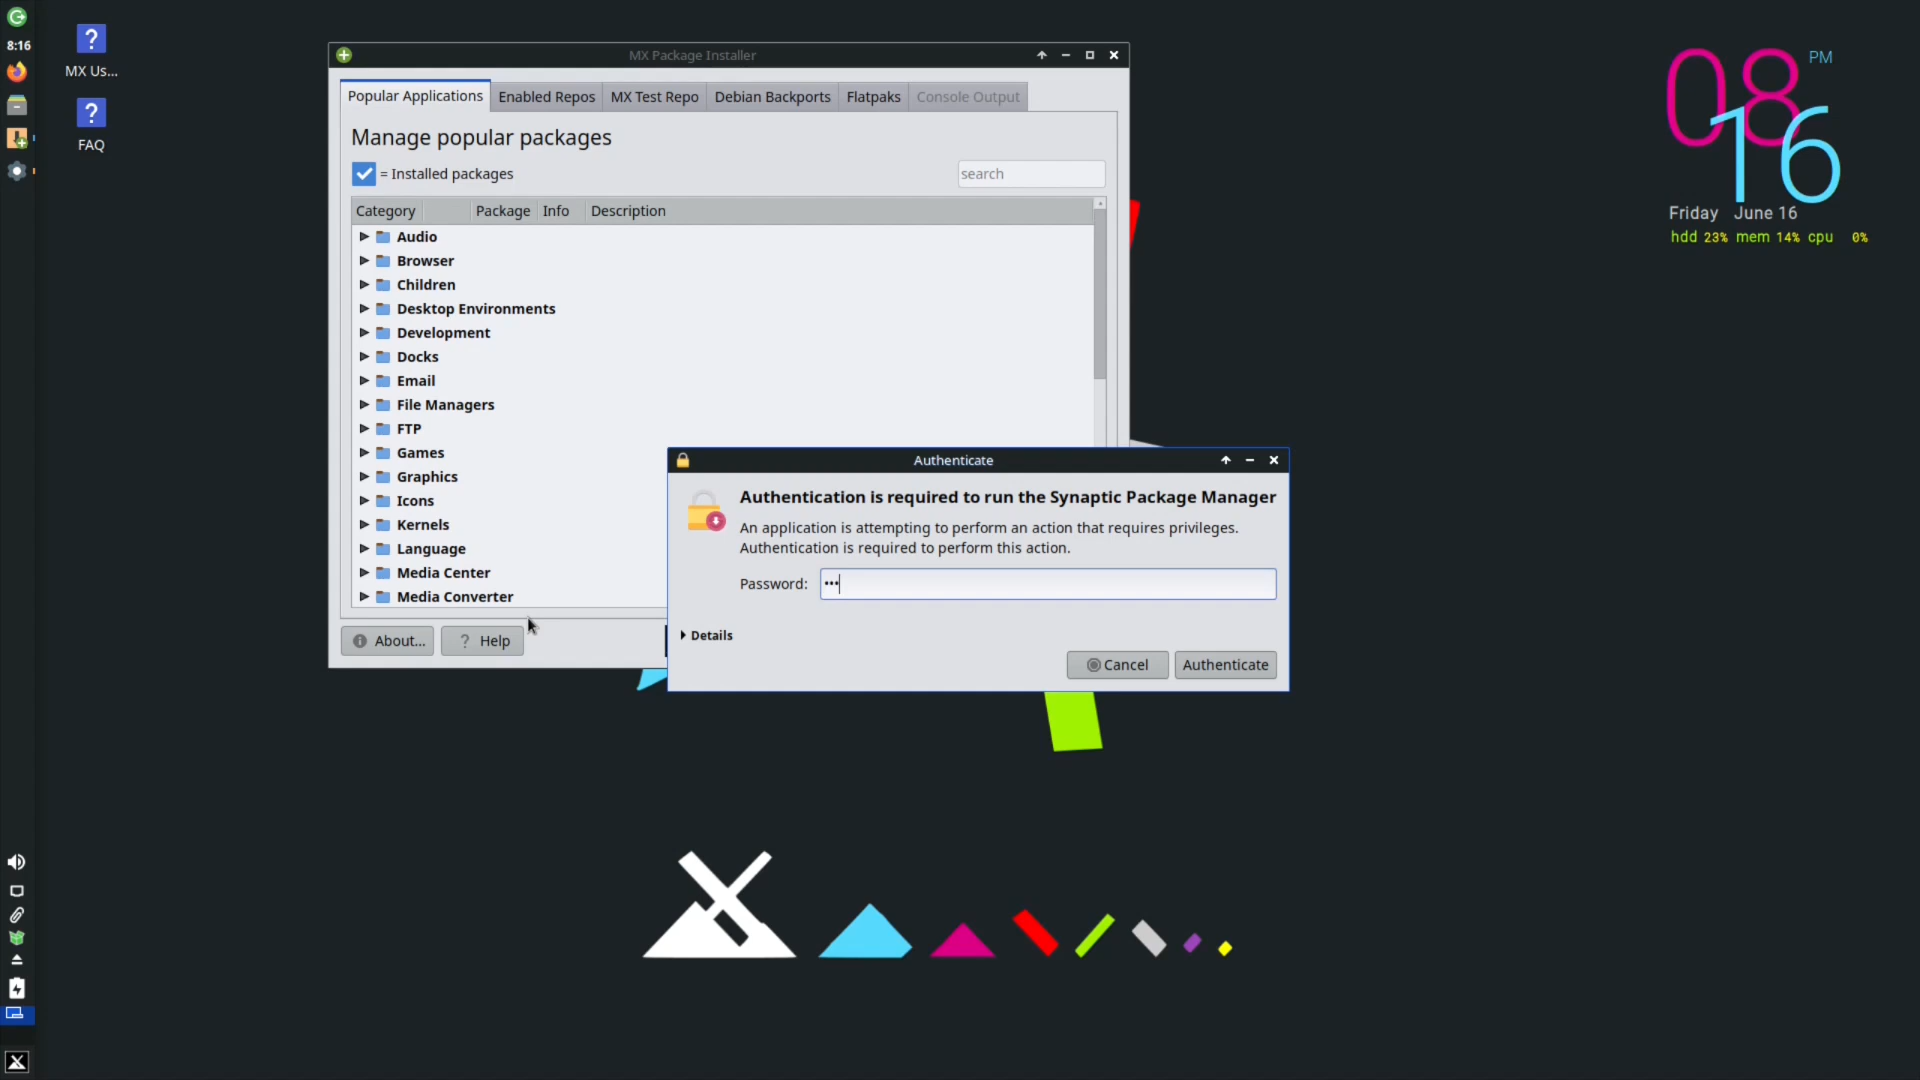 8:16
MX Us...
FAQ
MX Package Installer
Popular Applications
Enabled Repos
MX Test Repo
Debian Backports
Flatpaks
Console Output
Manage popular packages
= Installed packages
search
Category
Package
Info
Description
Audio
Browser
Children
Desktop Environments
Development
Docks
Email
File Managers
FTP
Games
Graphics
Icons
Kernels
Language
Media Center
Media Converter
About...
? Help
Authenticate
Authentication is required to run the Synaptic Package Manager
An application is attempting to perform an action that requires privileges.
Authentication is required to perform this action.
Password: •••
Details
Cancel
Authenticate
08 PM
16
Friday June 16
hdd 23% mem 14% cpu 0%